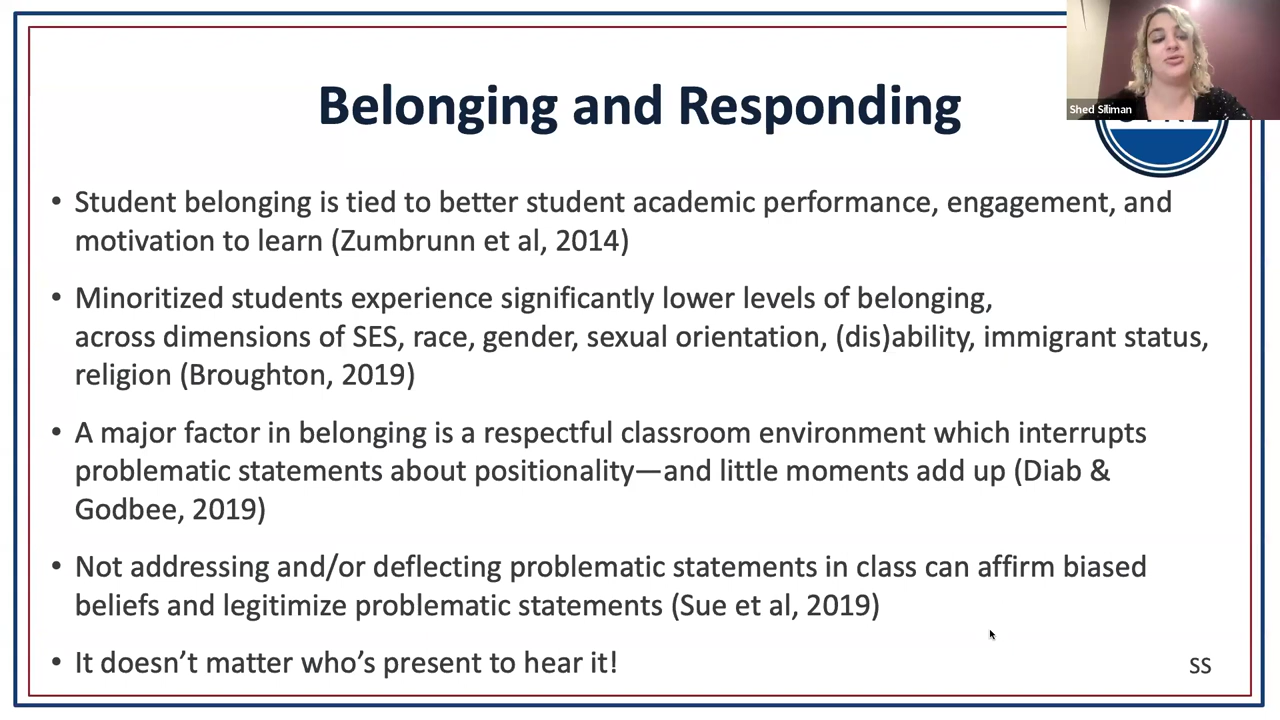 Belonging and Responding
Shed Siliman
• Student belonging is tied to better student academic performance, engagement, and
motivation to learn (Zumbrunn et al, 2014)
• Minoritized students experience significantly lower levels of belonging,
across dimensions of SES, race, gender, sexual orientation, (dis)ability, immigrant status,
religion (Broughton, 2019)
• A major factor in belonging is a respectful classroom environment which interrupts
problematic statements about positionality—and little moments add up (Diab &
Godbee, 2019)
• Not addressing and/or deflecting problematic statements in class can affirm biased
beliefs and legitimize problematic statements (Sue et al, 2019)
• It doesn't matter who's present to hear it!
SS